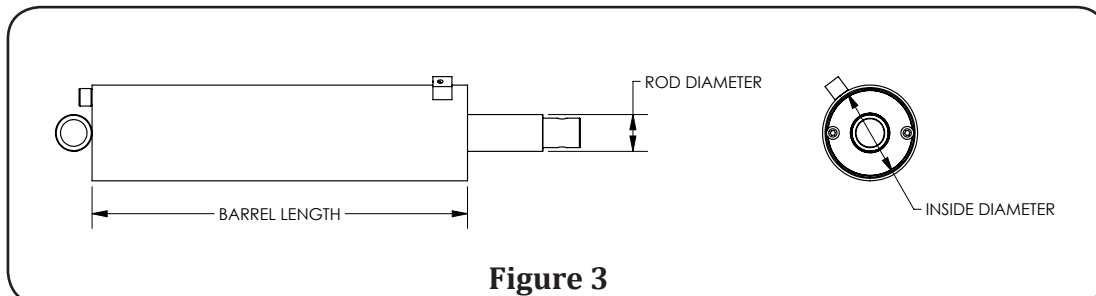 ROD DIAMETER
BARREL LENGTH
INSIDE DIAMETER
Figure 3